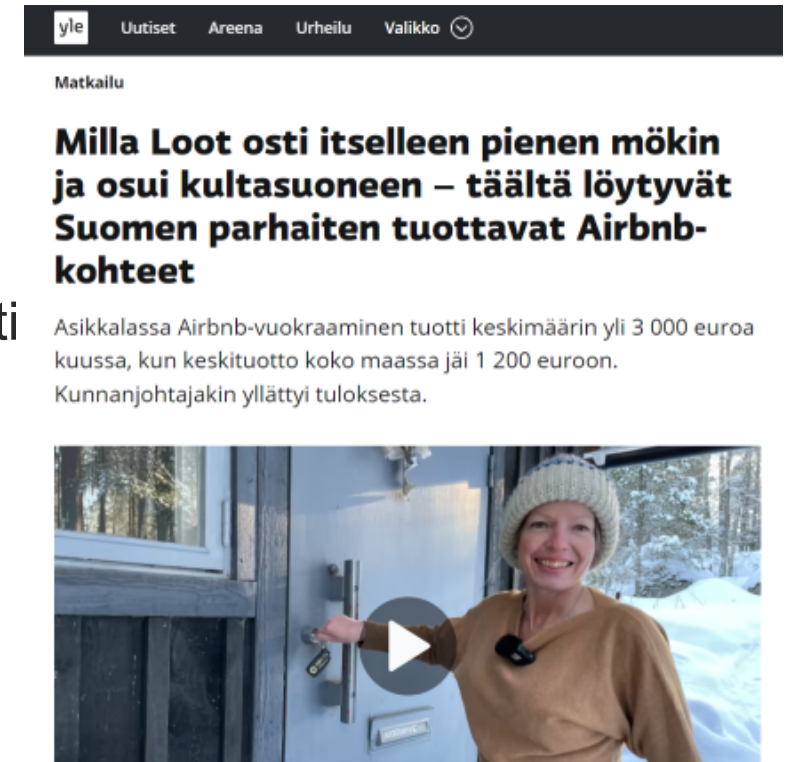 yle Uutiset Areena Urheilu Valikko
Matkailu
Milla Loot osti itselleen pienen mökin
ja osui kultasuoneen – täältä löytyvät
Suomen parhaiten tuottavat Airbnb-
kohteet
ti
Asikkalassa Airbnb-vuokraaminen tuotti keskimäärin yli 3 000 euroa
kuussa, kun keskituotto koko maassa jäi 1 200 euroon.
Kunnanjohtajakin yllättyi tuloksesta.